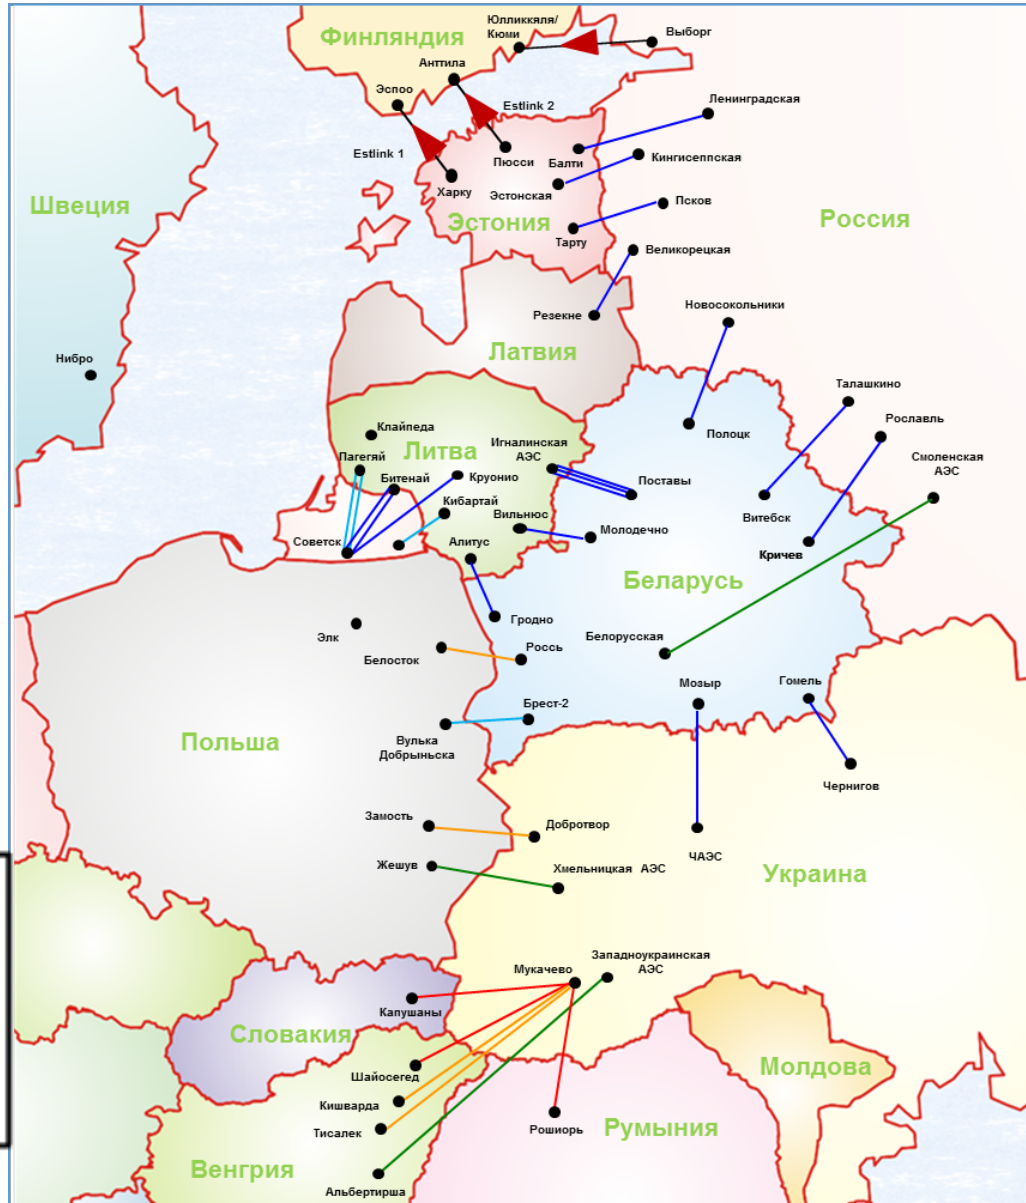 Юлликкяля/
Кюми
Выборг
Финляндия
Анттила
Эспоо
Estlink 2
Ленинградская
Estlink 1
Пюсси
Балти
Кингисеппская
Харку
Эстонская
Швеция
Эстония
Псков
Россия
Тарту
Великорецкая
Резекне
Новосокольники
Латвия
Нибро
Талашкино
Клайпеда
Полоцк
Рославль
Пагегяй
Литва
Игналинская
АЭС
Смоленская
АЭС
Битенай
Круонио
Поставы
Кибартай
Витебск
Вильнюс
Молодечно
Советск
Алитус
Кричев
Беларусь
Гродно
Элк
Белосток
Россь
Белорусская
Мозыр
Гомель
Брест-2
Польша
Вулька
Добрыньска
Чернигов
Замость
Добротвор
ЧАЭС
Жешув
Хмельницкая АЭС
Украина
Западноукраинская
АЭС
Мукачево
Капушаны
Словакия
Молдова
Шайосегед
Кишварда
Тисалек
Рошиорь
Румыния
Венгрия
Альбертирша